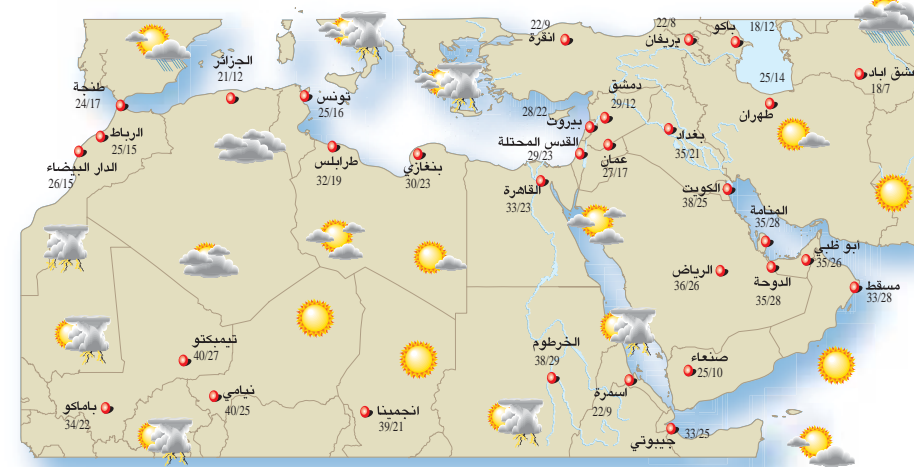 22/9
انقرة
22/8
يريفان
باكو
18/12
عشق اباد
18/7
الجزائر
21/12
طنجة
24/17
تونس
25/16
28/22
دمشق
29/12
25/14
طهران
الرباط
25/15
بيروت
بغداد
35/21
القدس المحتلة
29/23
عمان
27/17
الدار البيضاء
26/15
طرابلس
32/19
بنغازي
30/23
القاهرة
33/23
الكويت
38/25
المنامة
35/28
ابو ظبي
35/26
الرياض
36/26
الدوحة
35/28
مسقط
33/28
تيمبكتو
40/27
الخرطوم
38/29
صنعاء
25/10
باماكو
34/22
نيامي
40/25
انجمينا
39/21
اسمرة
22/9
جيبوتي
33/25